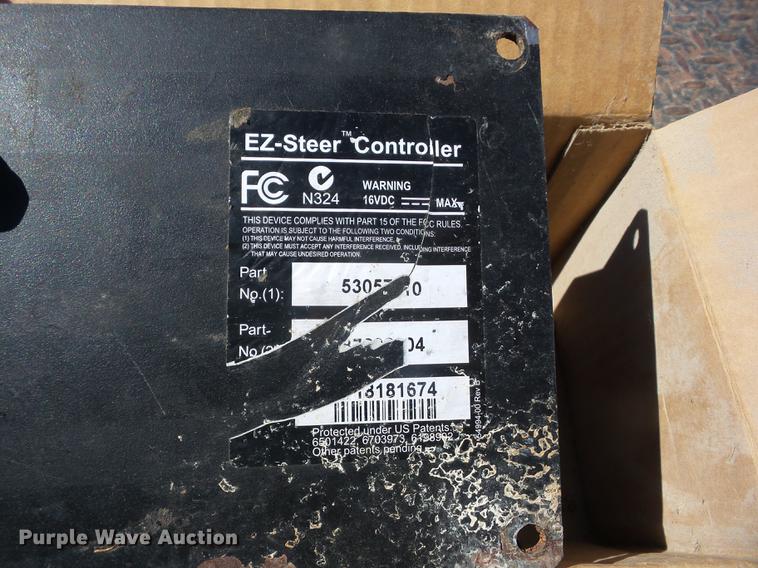 EZ-Steer™ Controller
FCC
N324
WARNING
16VDC MAX
THIS DEVICE COMPLIES WITH PART 15 OF THE FCC RULES.
OPERATION IS SUBJECT TO THE FOLLOWING TWO CONDITIONS:
(1) THIS DEVICE MAY NOT CAUSE HARMFUL INTERFERENCE,
(2) THIS DEVICE MUST ACCEPT ANY INTERFERENCE RECEIVED, INCLUDING INTERFERENCE
THAT MAY CAUSE UNDESIRED OPERATION.
Part
No.(1):
Part
No
04
18181674
Protected under US Patents:
6501422, 6703973,
Other patents pending
Purple Wave Auction